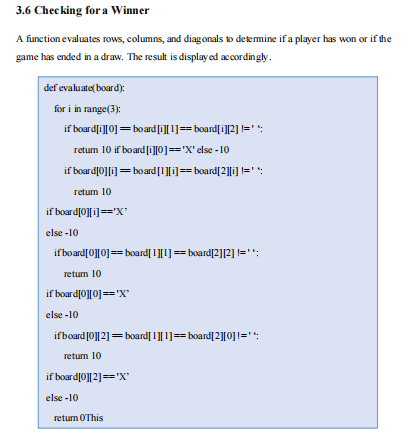 3.6 Checking for a Winner
A function evaluates rows, columns, and diagonals to determine if a player has won or if the
game has ended in a draw. The result is displayed accordingly.
def evaluate(board):
for i in range(3):
if board[i][0] == board[i][1] == board[i][2] != ' ':
return 10 if board[i][0] == 'X' else -10
if board[0][i] == board[1][i] == board[2][i] != ' ':
return 10
if board[0][i] == 'X'
else -10
if board[0][0] == board[1][1] == board[2][2] != ' ':
return 10
if board[0][0] == 'X'
else -10
if board[0][2] == board[1][1] == board[2][0] != ' ':
return 10
if board[0][2] == 'X'
else -10
return 0This